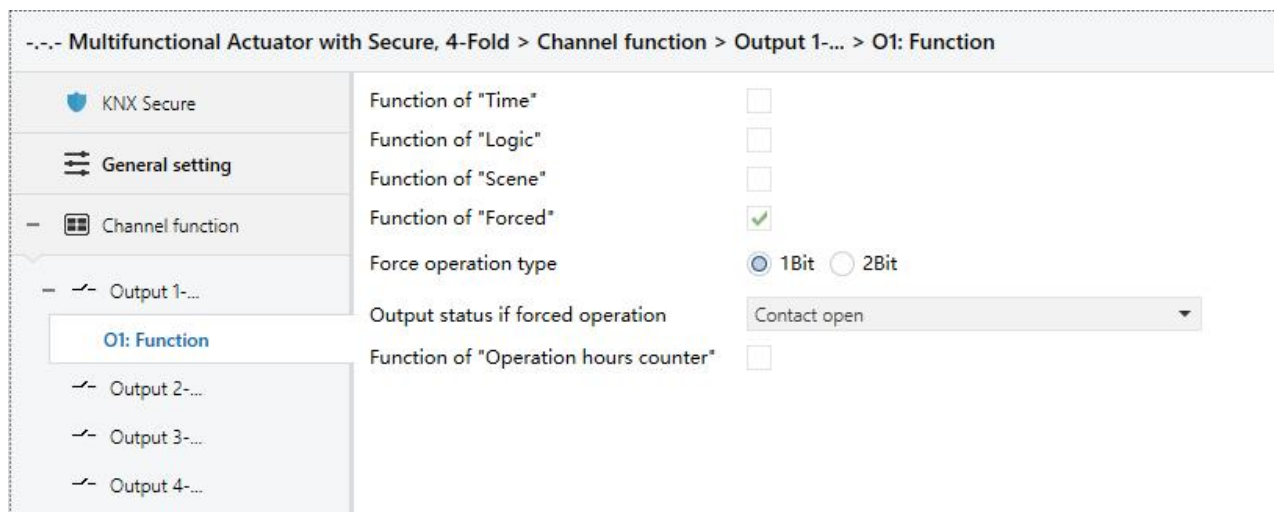 -.-.- Multifunctional Actuator with Secure, 4-Fold > Channel function > Output 1-... > O1: Function
KNX Secure
General setting
Channel function
Output 1-...
O1: Function
Output 2-...
Output 3-...
Output 4-...
Function of "Time"
Function of "Logic"
Function of "Scene"
Function of "Forced"
Force operation type 1Bit 2Bit
Output status if forced operation Contact open
Function of "Operation hours counter"